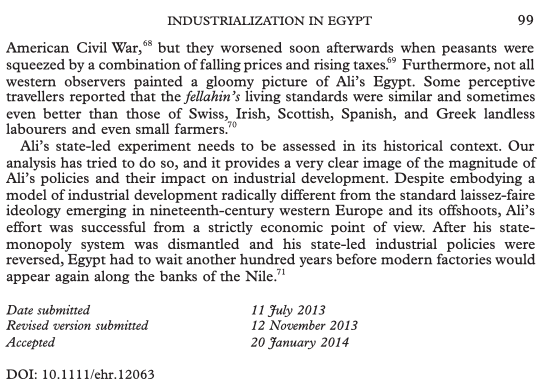 INDUSTRIALIZATION IN EGYPT 99
American Civil War,68 but they worsened soon afterwards when peasants were
squeezed by a combination of falling prices and rising taxes.69 Furthermore, not all
western observers painted a gloomy picture of Ali's Egypt. Some perceptive
travellers reported that the fellahin's living standards were similar and sometimes
even better than those of Swiss, Irish, Scottish, Spanish, and Greek landless
labourers and even small farmers.70
Ali's state-led experiment needs to be assessed in its historical context. Our
analysis has tried to do so, and it provides a very clear image of the magnitude of
Ali's policies and their impact on industrial development. Despite embodying a
model of industrial development radically different from the standard laissez-faire
ideology emerging in nineteenth-century western Europe and its offshoots, Ali's
effort was successful from a strictly economic point of view. After his state-
monopoly system was dismantled and his state-led industrial policies were
reversed, Egypt had to wait another hundred years before modern factories would
appear again along the banks of the Nile.71
Date submitted 11 July 2013
Revised version submitted 12 November 2013
Accepted 20 January 2014
DOI: 10.1111/ehr.12063